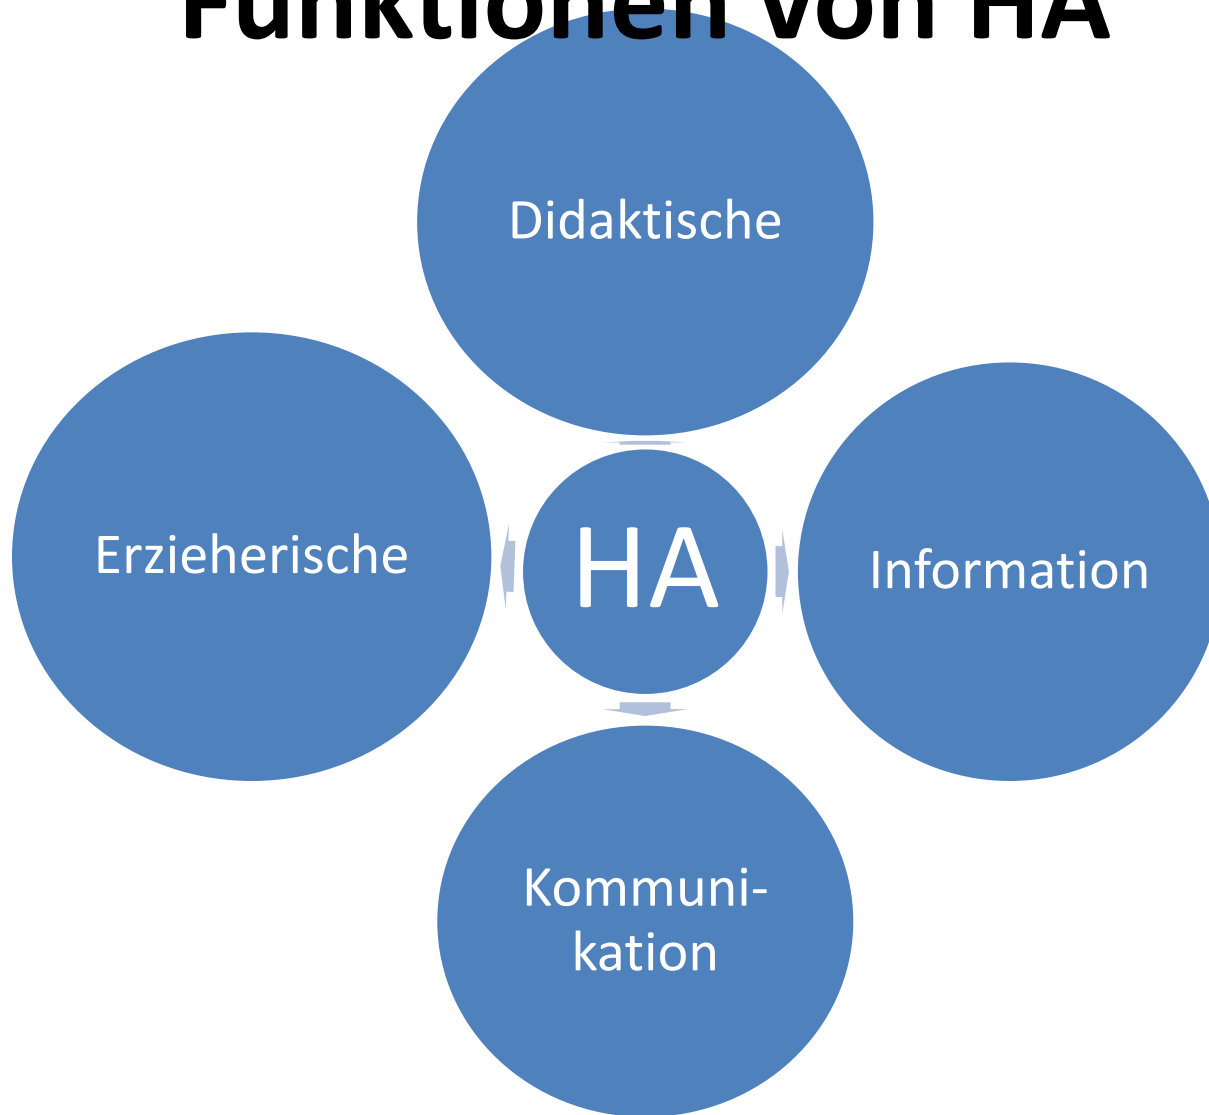 Funktionen von HA
Didaktische
Erzieherische
HA
Information
Kommuni-
kation